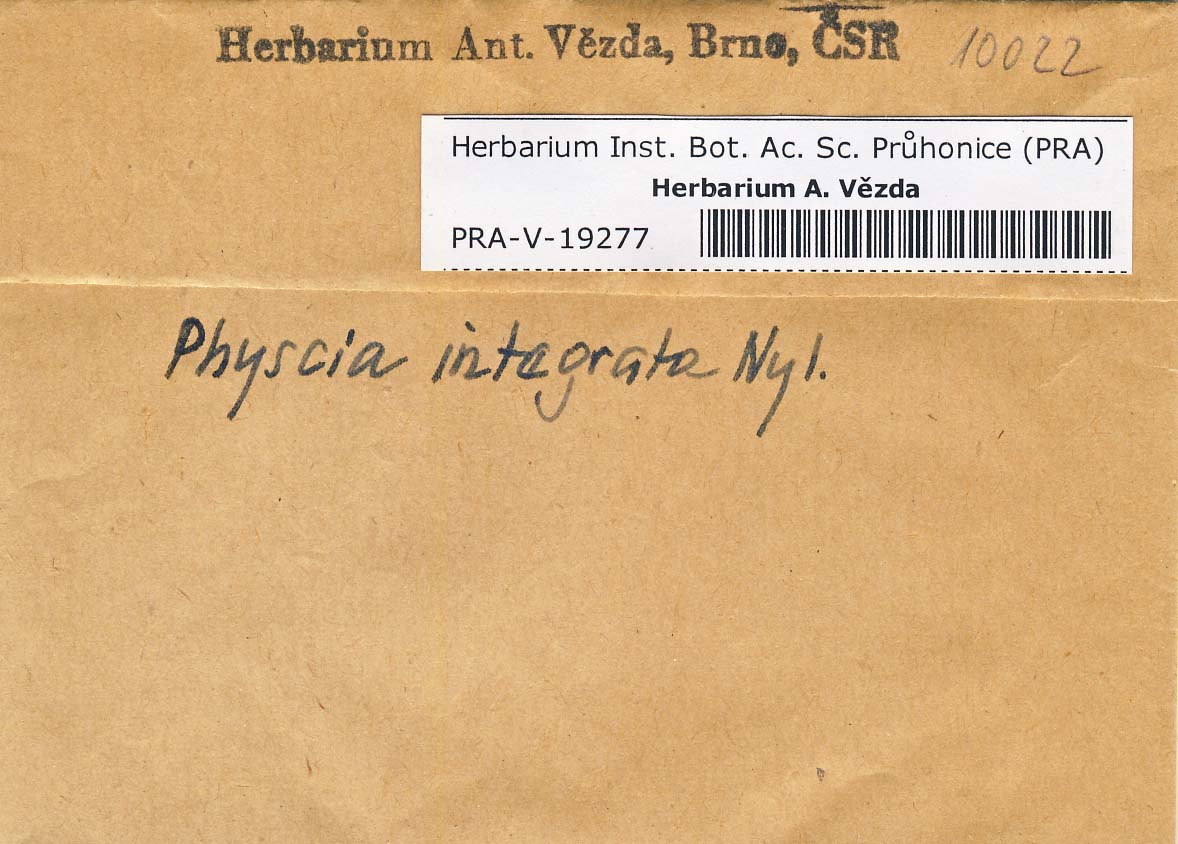 Herbarium Ant. Vězda, Brno, ČSR 10022
Herbarium Inst. Bot. Ac. Sc. Průhonice (PRA)
Herbarium A. Vězda
PRA-V-19277
Physcia integrata Nyl.